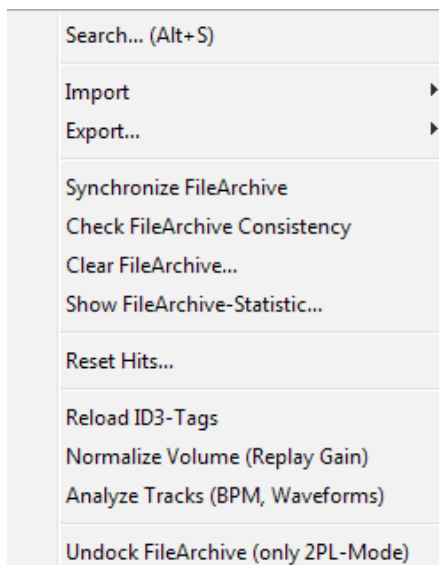 Search... (Alt+S)
Import
Export...
Synchronize FileArchive
Check FileArchive Consistency
Clear FileArchive...
Show FileArchive-Statistic...
Reset Hits...
Reload ID3-Tags
Normalize Volume (Replay Gain)
Analyze Tracks (BPM, Waveforms)
Undock FileArchive (only 2PL-Mode)